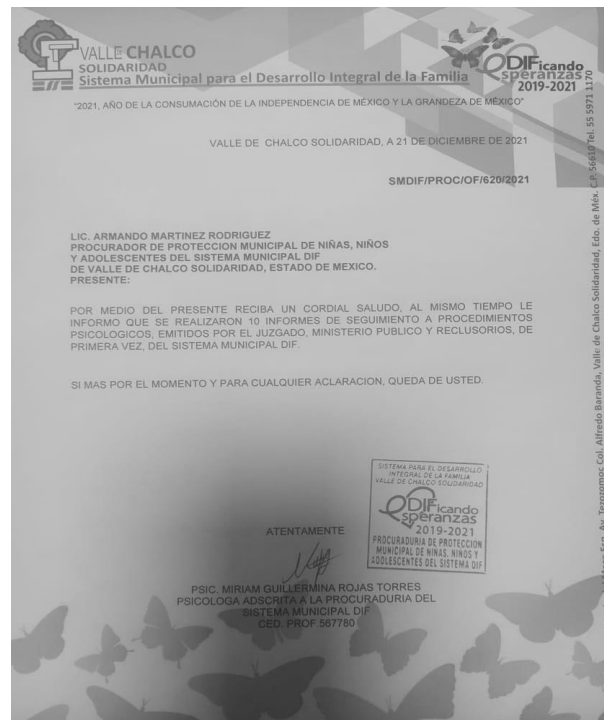 VALLE CHALCO
SOLIDARIDAD
Sistema Municipal para el Desarrollo Integral de la Familia
DIFicando
esperanzas
2019-2021
"2021, AÑO DE LA CONSUMACIÓN DE LA INDEPENDENCIA DE MÉXICO Y LA GRANDEZA DE MÉXICO"
VALLE DE CHALCO SOLIDARIDAD, A 21 DE DICIEMBRE DE 2021
SMDIF/PROC/OF/620/2021
LIC. ARMANDO MARTINEZ RODRIGUEZ
PROCURADOR DE PROTECCION MUNICIPAL DE NIÑAS, NIÑOS
Y ADOLESCENTES DEL SISTEMA MUNICIPAL DIF
DE VALLE DE CHALCO SOLIDARIDAD, ESTADO DE MEXICO.
PRESENTE:
POR MEDIO DEL PRESENTE RECIBA UN CORDIAL SALUDO, AL MISMO TIEMPO LE
INFORMO QUE SE REALIZARON 10 INFORMES DE SEGUIMIENTO A PROCEDIMIENTOS
PSICOLOGICOS, EMITIDOS POR EL JUZGADO, MINISTERIO PUBLICO Y RECLUSORIOS, DE
PRIMERA VEZ, DEL SISTEMA MUNICIPAL DIF.
SI MAS POR EL MOMENTO Y PARA CUALQUIER ACLARACION, QUEDA DE USTED.
SISTEMA PARA EL DESARROLLO
INTEGRAL DE LA FAMILIA
VALLE DE CHALCO SOLIDARIDAD
DIFicando
esperanzas
2019-2021
PROCURADURIA DE PROTECCION
MUNICIPAL DE NIÑAS, NIÑOS Y
ADOLESCENTES DEL SISTEMA DIF
ATENTAMENTE
PSIC. MIRIAM GUILLERMINA ROJAS TORRES
PSICOLOGA ADSCRITA A LA PROCURADURIA DEL
SISTEMA MUNICIPAL DIF
CED. PROF.567780
Esq. Av. Tezozomoc Col. Alfredo Baranda, Valle de Chalco Solidaridad, Edo. de Méx. C.P. 56610 Tel. 55 5971 1170